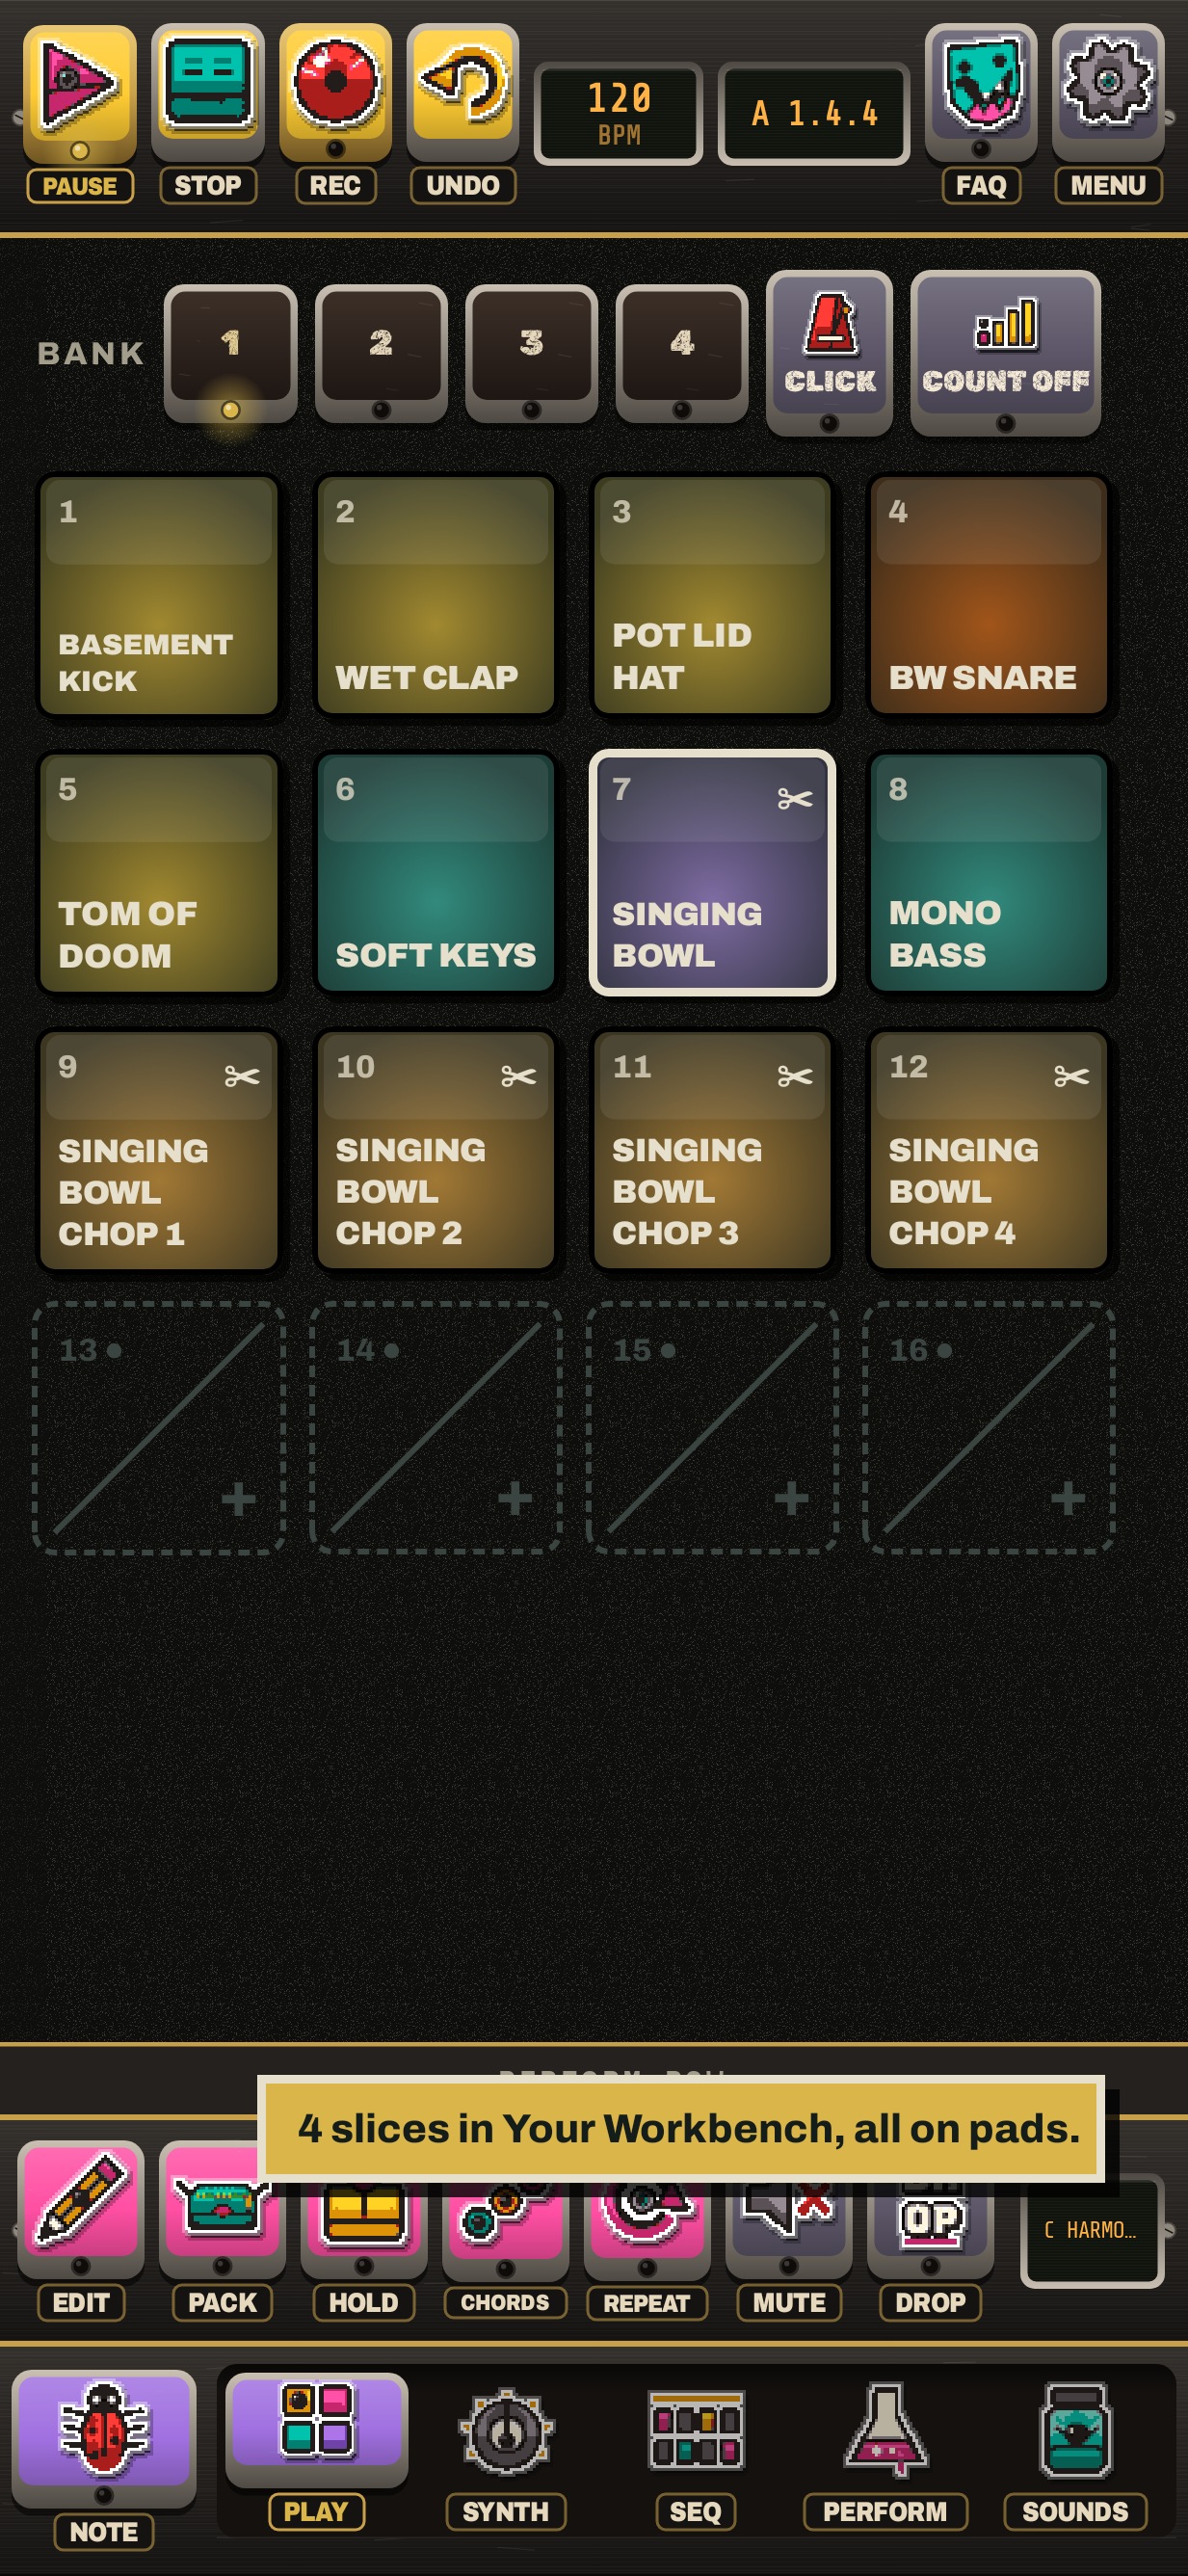 120
BPM
A 1.4.4
PAUSE
STOP
REC
UNDO
FAQ
MENU
BANK
1
2
3
4
CLICK
COUNT OFF
1
BASEMENT
KICK
2
WET CLAP
3
POT LID
HAT
4
BW SNARE
5
TOM OF
DOOM
6
SOFT KEYS
7
SINGING
BOWL
8
MONO
BASS
9
SINGING
BOWL
CHOP 1
10
SINGING
BOWL
CHOP 2
11
SINGING
BOWL
CHOP 3
12
SINGING
BOWL
CHOP 4
13
14
15
16
4 slices in Your Workbench, all on pads.
OP
C HARMO…
EDIT
PACK
HOLD
CHORDS
REPEAT
MUTE
DROP
NOTE
PLAY
SYNTH
SEQ
PERFORM
SOUNDS